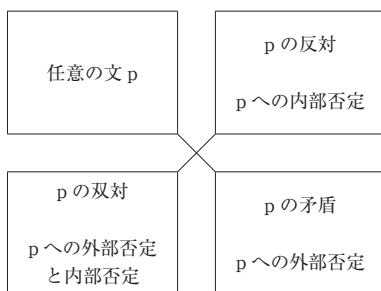 任意の文 p
p の反対
p への内部否定
p の双対
p への外部否定
と内部否定
p の矛盾
p への外部否定